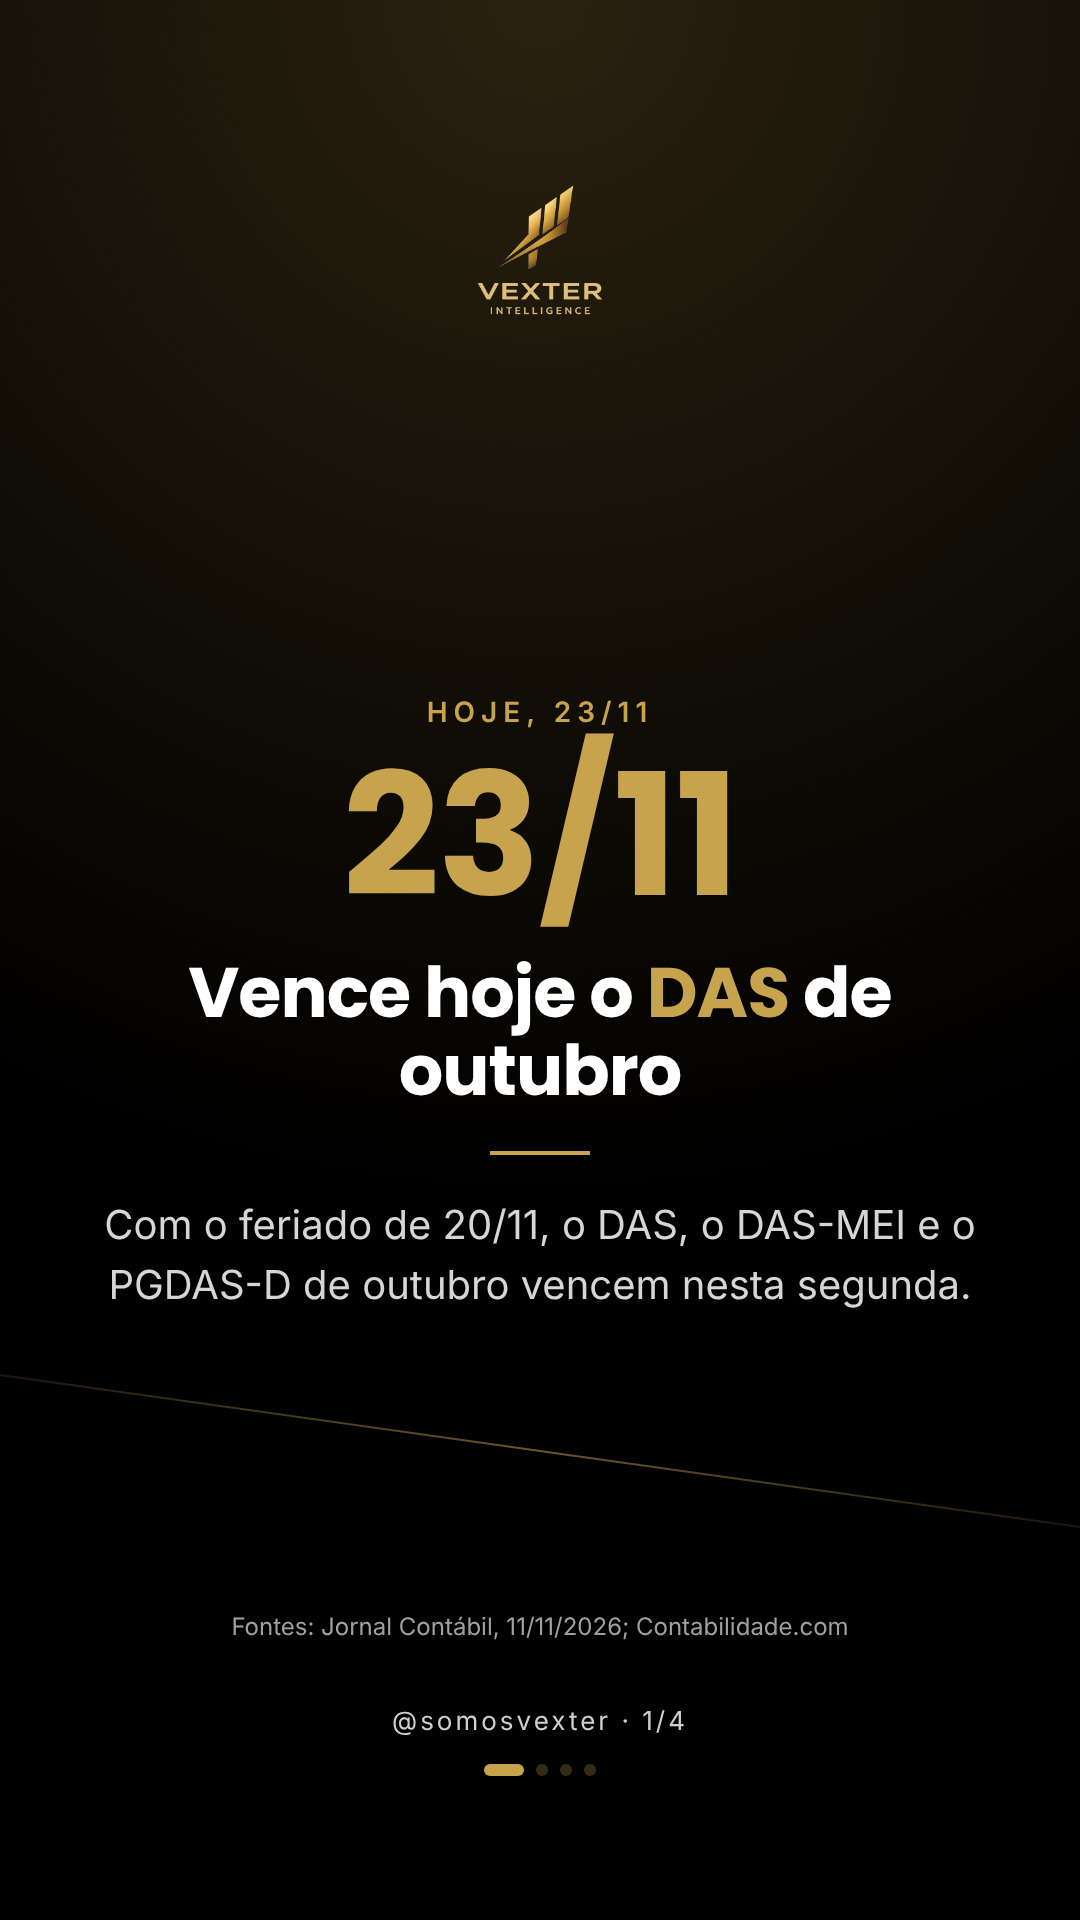 VEXTER
INTELLIGENCE
HOJE, 23/11
23/11
Vence hoje o DAS de
outubro
Com o feriado de 20/11, o DAS, o DAS-MEI e o
PGDAS-D de outubro vencem nesta segunda.
Fontes: Jornal Contábil, 11/11/2026; Contabilidade.com
@somosvexter · 1/4